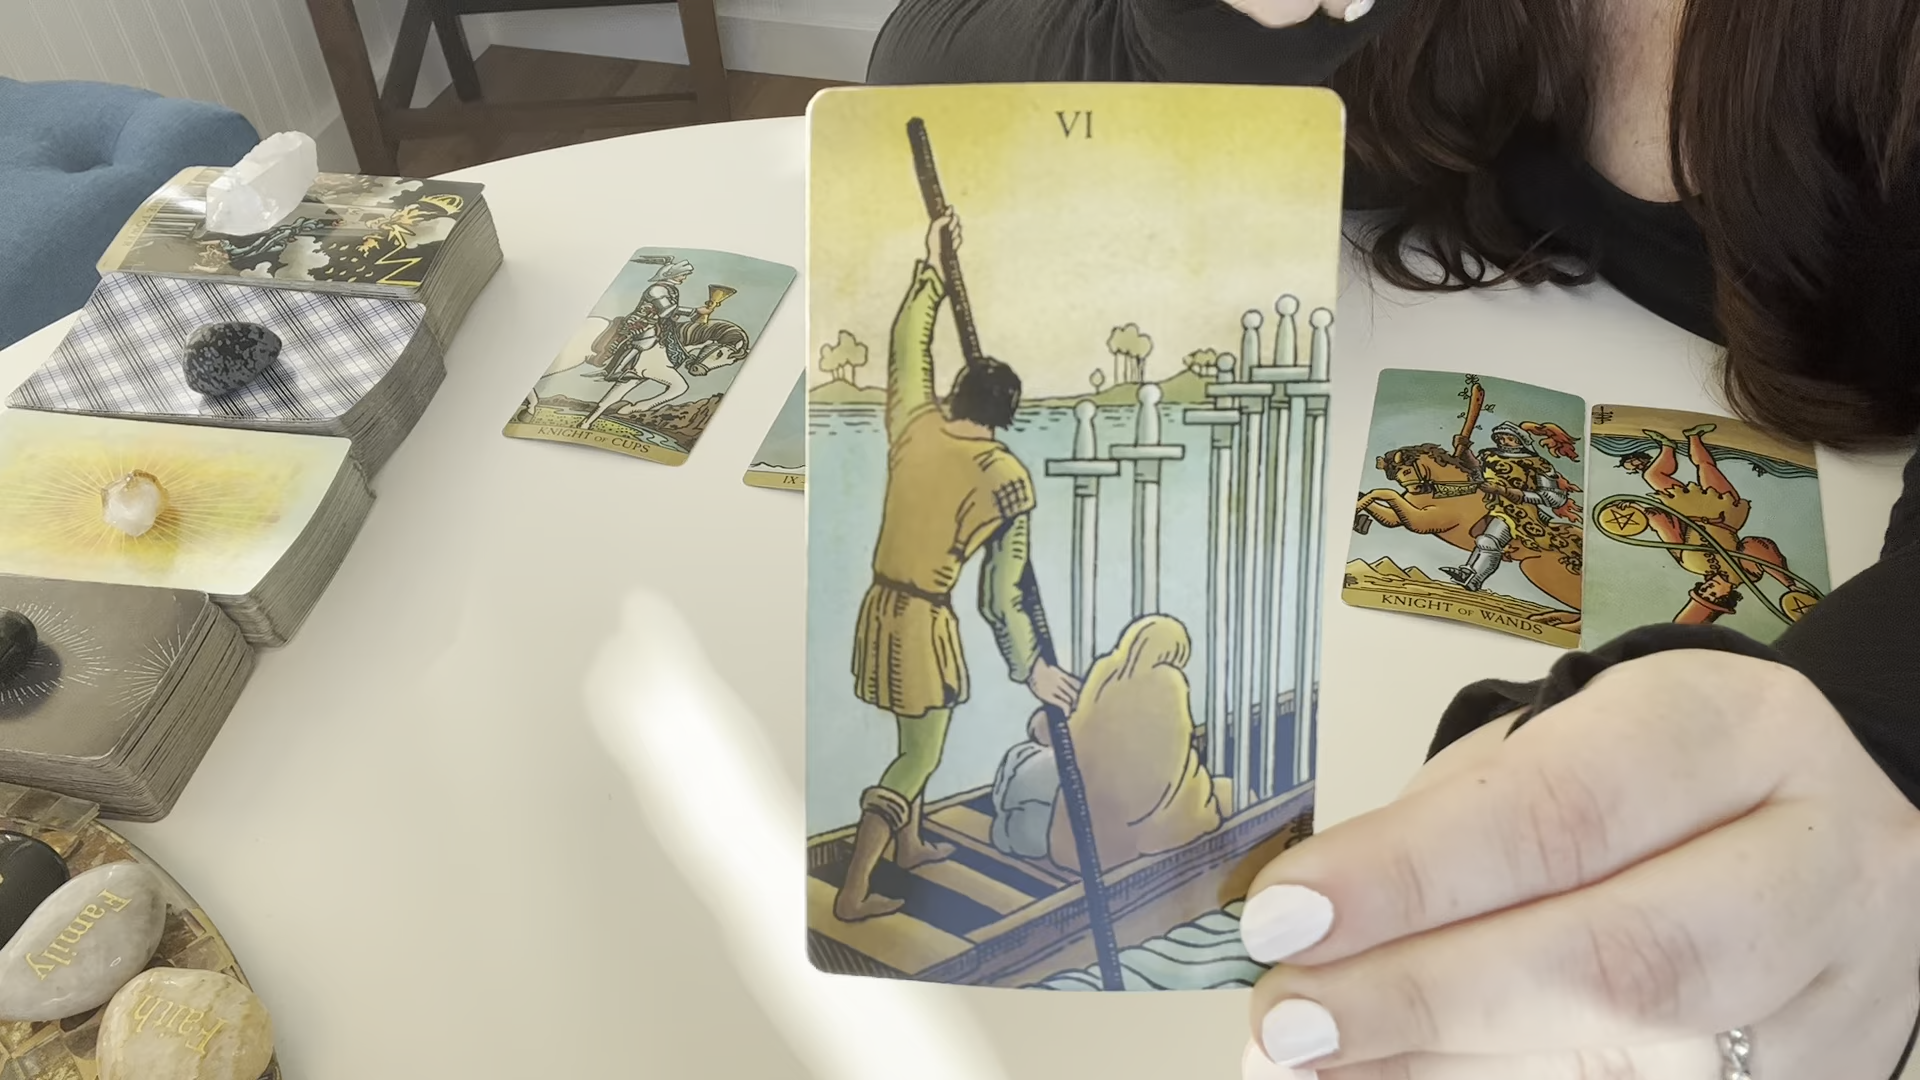 VI
KNIGHT OF CUPS
IX
KNIGHT OF WANDS
Family
Faith